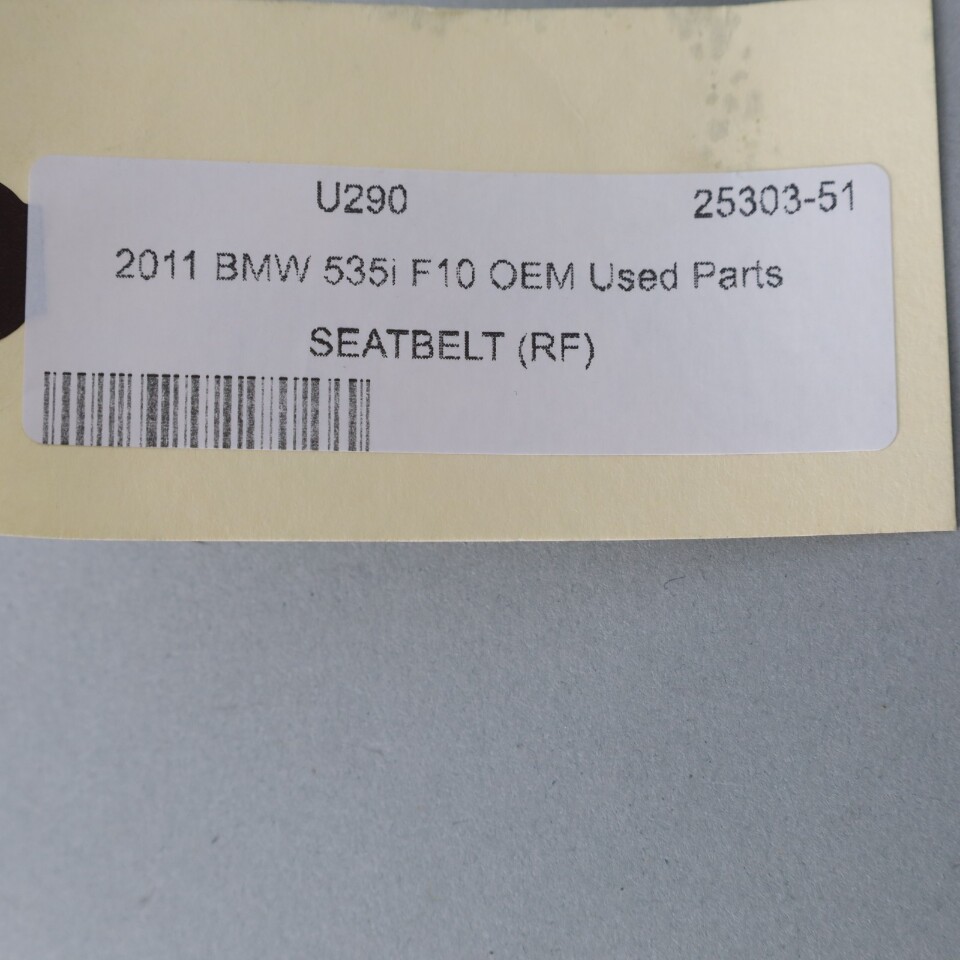 U290 25303-51
2011 BMW 535i F10 OEM Used Parts
SEATBELT (RF)